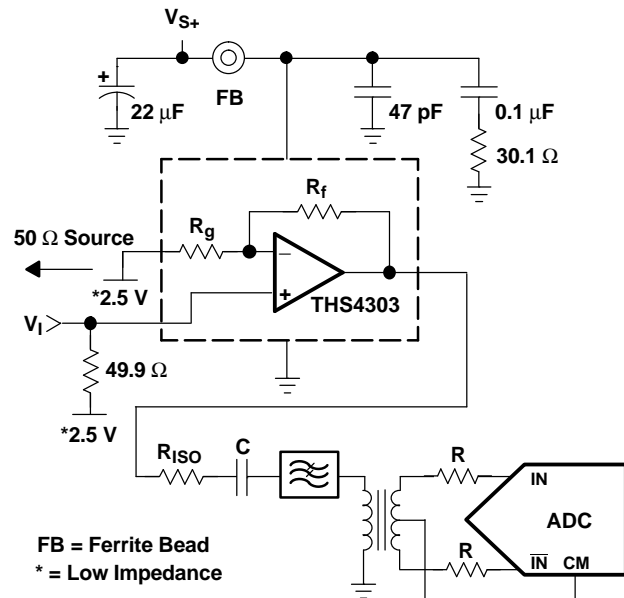 VS+
+
22 µF
FB
47 pF
0.1 µF
30.1 Ω
Rf
Rg
50 Ω Source
*2.5 V
−
+
THS4303
VI
49.9 Ω
*2.5 V
RISO
C
R
IN
ADC
R
IN
CM
FB = Ferrite Bead
* = Low Impedance